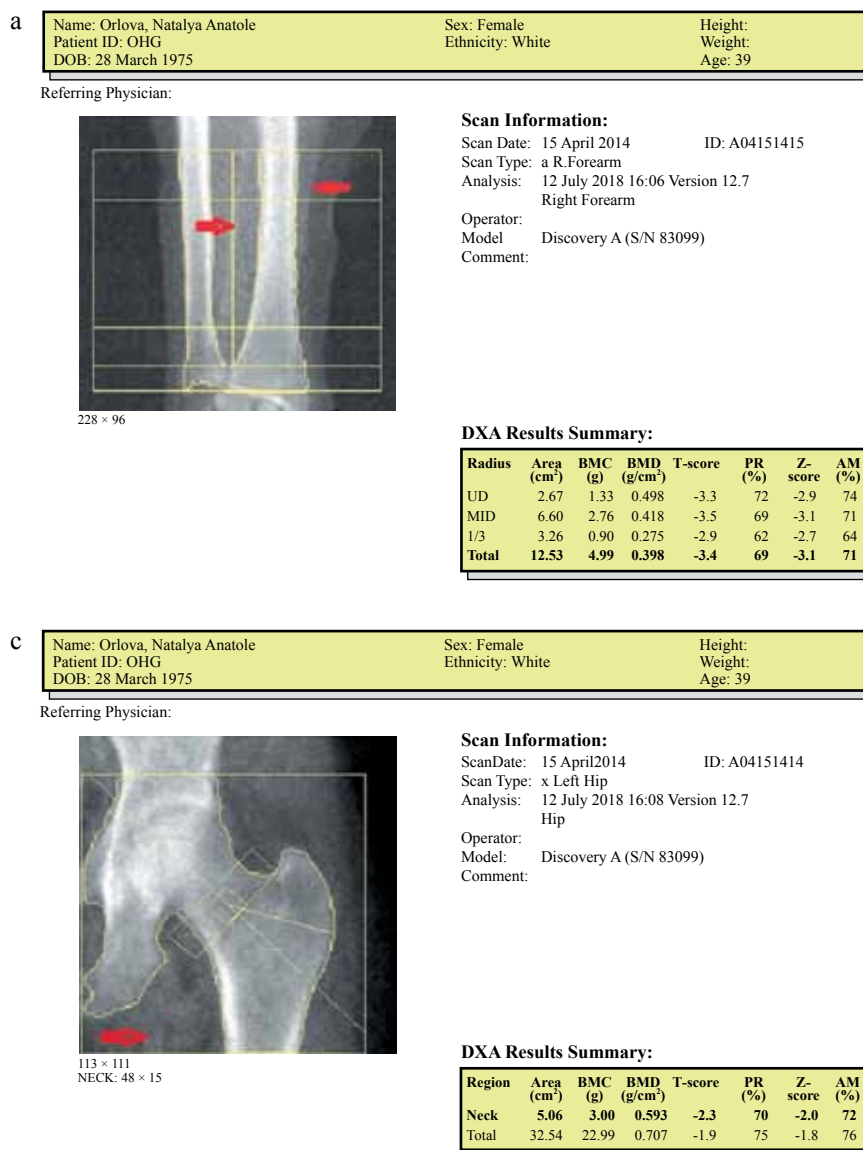 a
Name: Orlova, Natalya Anatole Sex: Female Height:
Patient ID: OHG Ethnicity: White Weight:
DOB: 28 March 1975 Age: 39
Referring Physician:
Scan Information:
Scan Date: 15 April 2014 ID: A04151415
Scan Type: a R.Forearm
Analysis: 12 July 2018 16:06 Version 12.7
Right Forearm
Operator:
Model Discovery A (S/N 83099)
Comment:
228 × 96
DXA Results Summary:
Radius Area BMC BMD T-score PR Z- AM
(cm²) (g) (g/cm²) (%) score (%)
UD 2.67 1.33 0.498 -3.3 72 -2.9 74
MID 6.60 2.76 0.418 -3.5 69 -3.1 71
1/3 3.26 0.90 0.275 -2.9 62 -2.7 64
Total 12.53 4.99 0.398 -3.4 69 -3.1 71
c
Name: Orlova, Natalya Anatole Sex: Female Height:
Patient ID: OHG Ethnicity: White Weight:
DOB: 28 March 1975 Age: 39
Referring Physician:
Scan Information:
ScanDate: 15 April2014 ID: A04151414
Scan Type: x Left Hip
Analysis: 12 July 2018 16:08 Version 12.7
Hip
Operator:
Model: Discovery A (S/N 83099)
Comment:
113 × 111
NECK: 48 × 15
DXA Results Summary:
Region Area BMC BMD T-score PR Z- AM
(cm²) (g) (g/cm²) (%) score (%)
Neck 5.06 3.00 0.593 -2.3 70 -2.0 72
Total 32.54 22.99 0.707 -1.9 75 -1.8 76